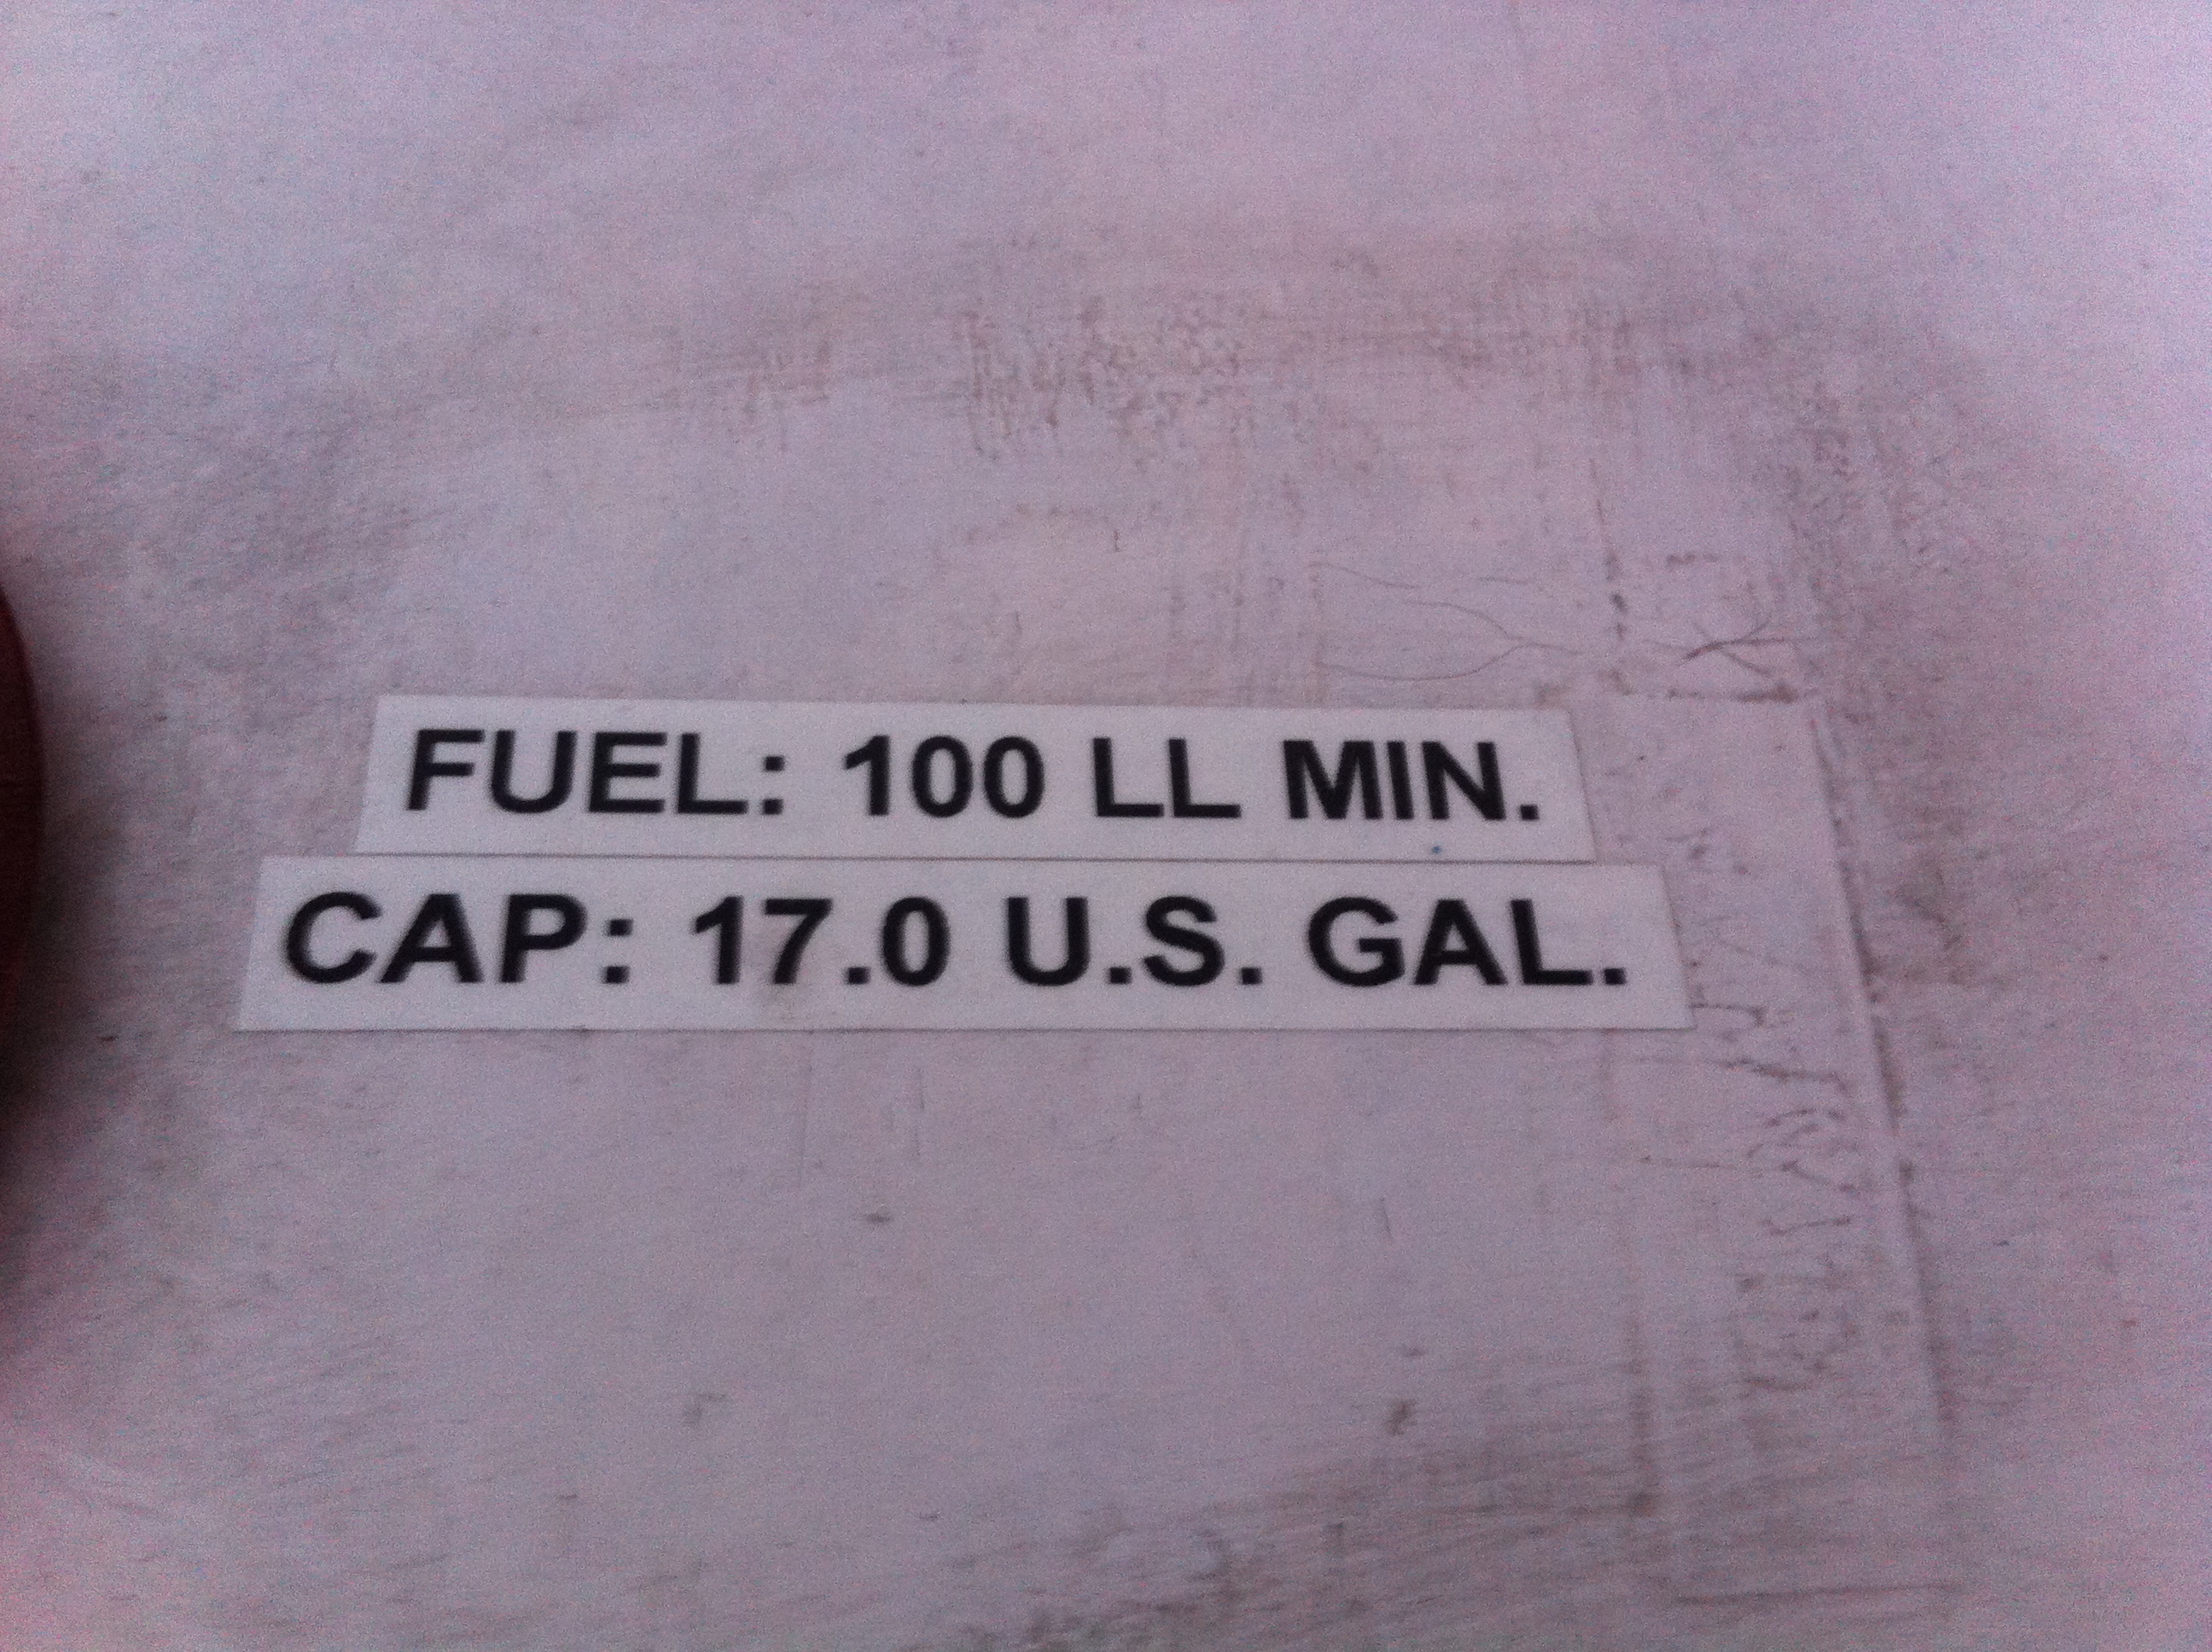 FUEL: 100 LL MIN.
CAP: 17.0 U.S. GAL.